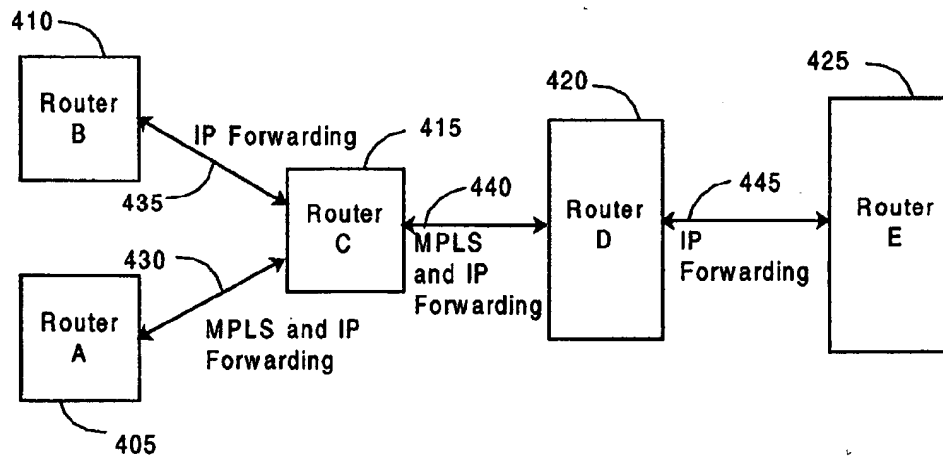 410
Router
B
IP Forwarding
435
415
Router
C
430
MPLS and IP
Forwarding
Router
A
405
440
MPLS
and IP
Forwarding
420
Router
D
445
IP
Forwarding
425
Router
E